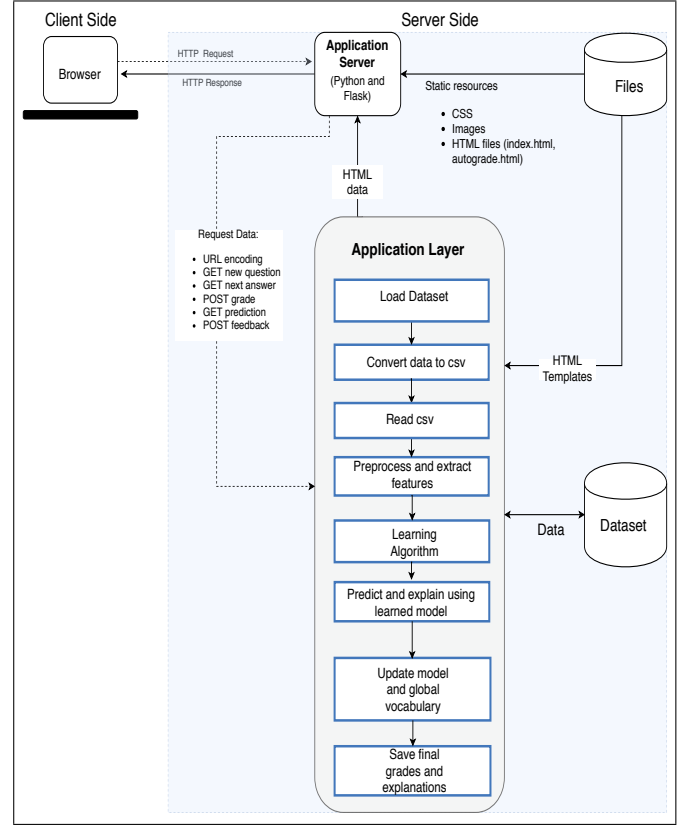 Client Side
Server Side
Browser
HTTP Request
HTTP Response
Application
Server
(Python and
Flask)
Static resources
• CSS
• Images
• HTML files (index.html,
autograde.html)
Files
HTML
data
Request Data:
• URL encoding
• GET new question
• GET next answer
• POST grade
• GET prediction
• POST feedback
Application Layer
Load Dataset
Convert data to csv
Read csv
Preprocess and extract
features
Learning
Algorithm
Predict and explain using
learned model
Update model
and global
vocabulary
Save final
grades and
explanations
HTML
Templates
Data
Dataset